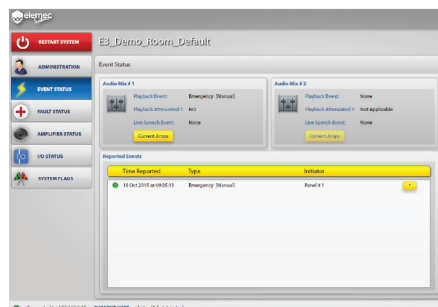 elemec
RESTART SYSTEM
E3_Demo_Room_Default
ADMINISTRATION
Event Status
EVENT STATUS
Audio Mix # 1
Playback Event: Emergency [Manual]
Playback Attenuated ?: NO
Live Speech Event: None
Current Amps
Audio Mix # 2
Playback Event: None
Playback Attenuated ?: Not Applicable
Live Speech Event: None
Current Amps
FAULT STATUS
AMPLIFIER STATUS
I/O STATUS
SYSTEM FLAGS
Reported Events
Time Reported Type Initiator
16 Oct 2015 at 09:35:13 Emergency [Manual] Panel # 1